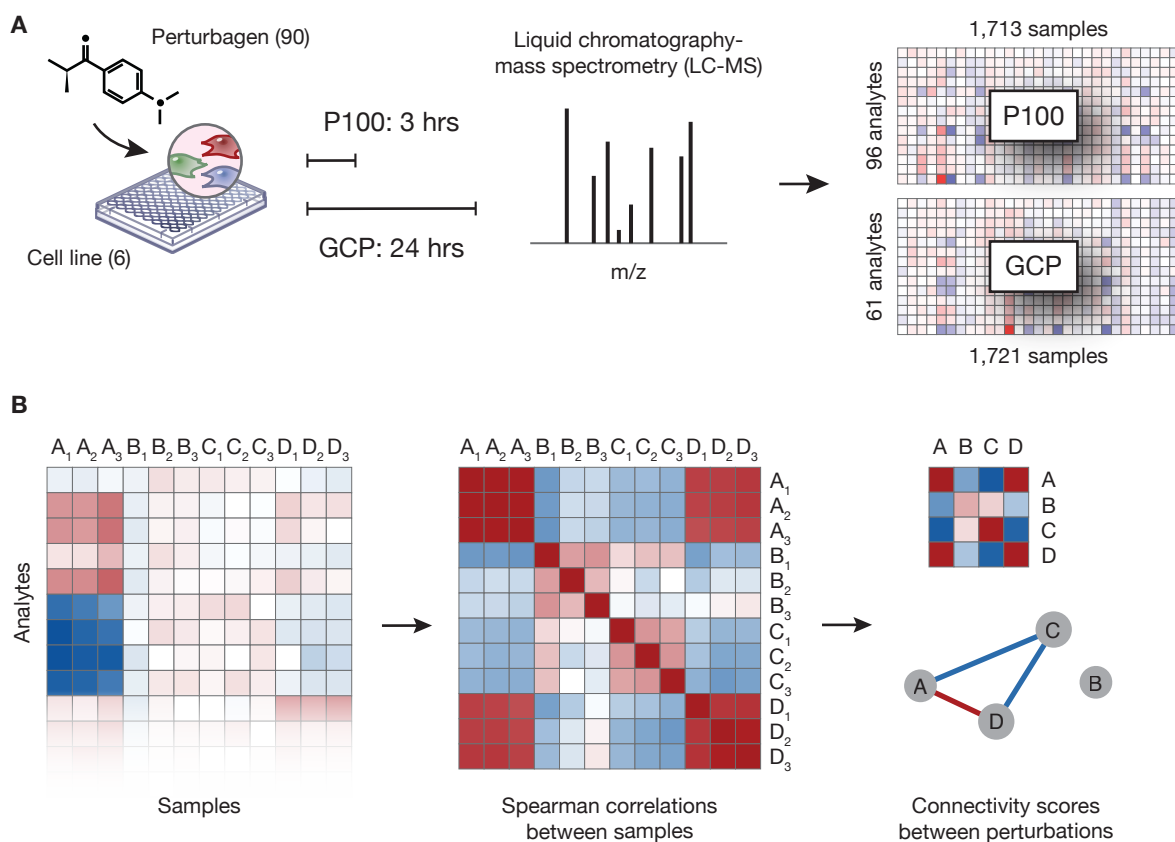 A
Perturbagen (90)
Cell line (6)
P100: 3 hrs
GCP: 24 hrs
Liquid chromatography-
mass spectrometry (LC-MS)
m/z
1,713 samples
96 analytes
P100
61 analytes
GCP
1,721 samples
B
A₁ A₂ A₃ B₁ B₂ B₃ C₁ C₂ C₃ D₁ D₂ D₃
Analytes
Samples
A₁ A₂ A₃ B₁ B₂ B₃ C₁ C₂ C₃ D₁ D₂ D₃
A₁
A₂
A₃
B₁
B₂
B₃
C₁
C₂
C₃
D₁
D₂
D₃
Spearman correlations
between samples
A B C D
A
B
C
D
C
A
B
D
Connectivity scores
between perturbations